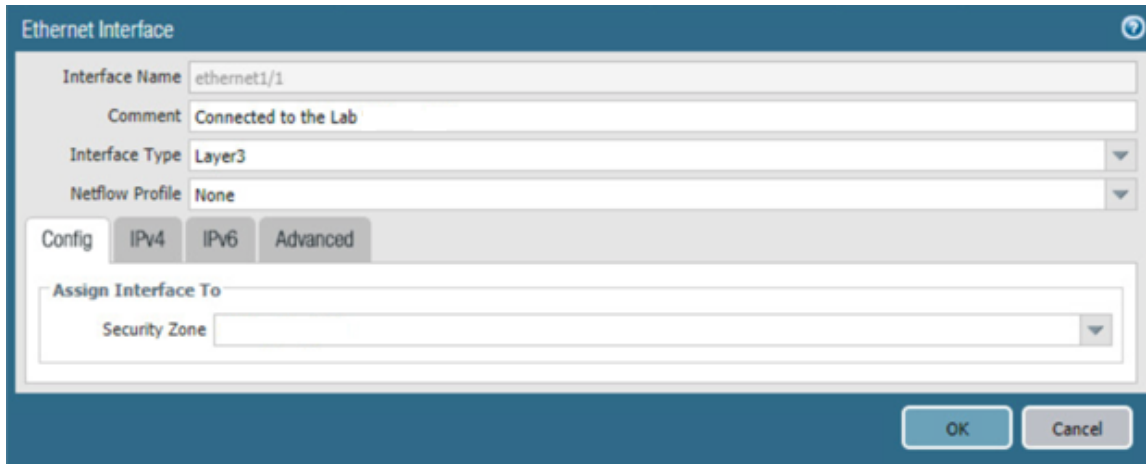 Ethernet Interface
Interface Name ethernet1/1
Comment Connected to the Lab
Interface Type Layer3
Netflow Profile None
Config IPv4 IPv6 Advanced
Assign Interface To
Security Zone
OK Cancel